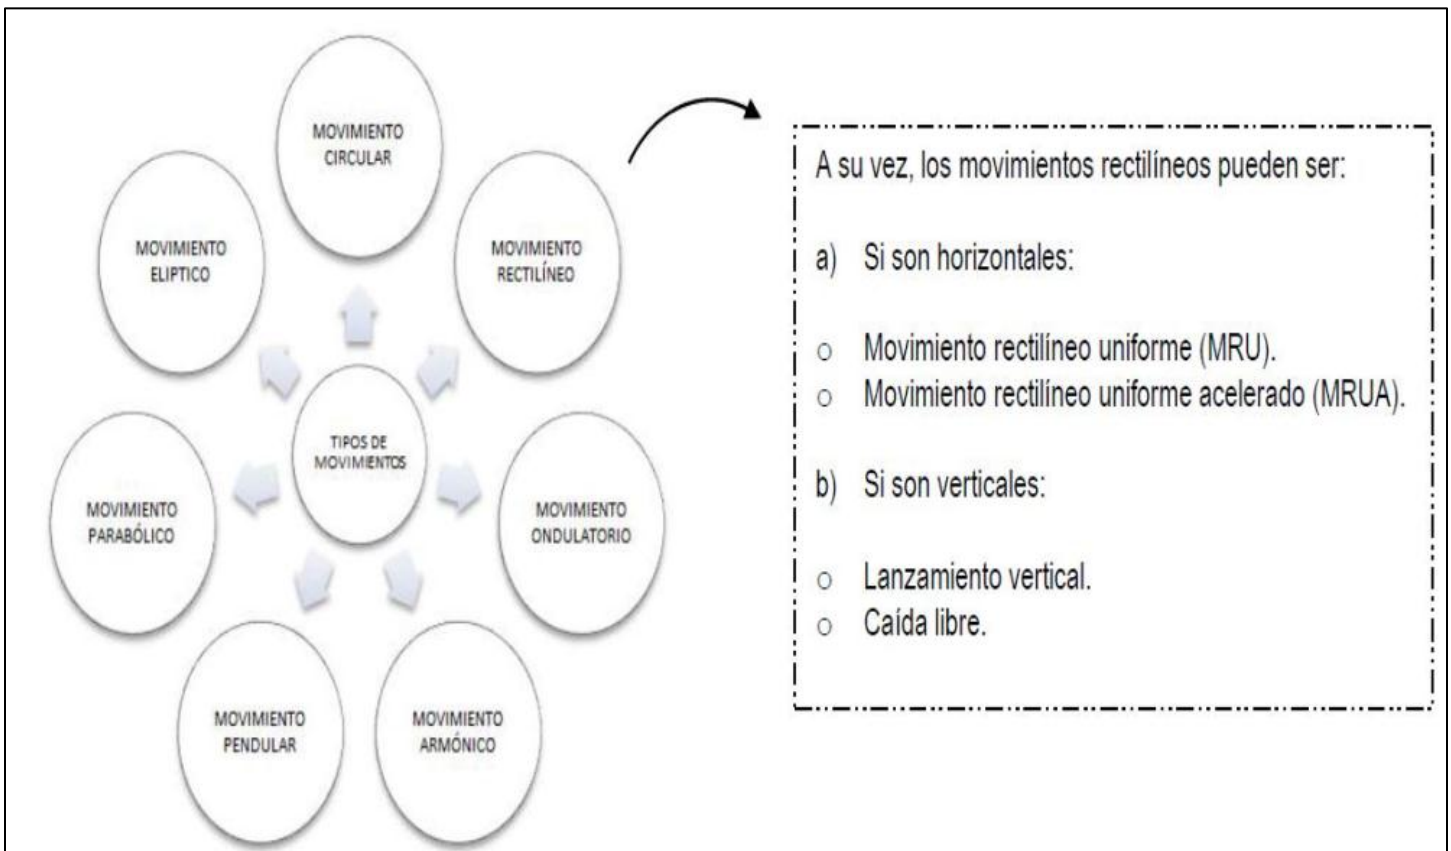 MOVIMIENTO
CIRCULAR
MOVIMIENTO
ELIPTICO
MOVIMIENTO
RECTILÍNEO
TIPOS DE
MOVIMIENTOS
MOVIMIENTO
PARABÓLICO
MOVIMIENTO
ONDULATORIO
MOVIMIENTO
PENDULAR
MOVIMIENTO
ARMÓNICO
A su vez, los movimientos rectilíneos pueden ser:
a) Si son horizontales:
o Movimiento rectilíneo uniforme (MRU).
o Movimiento rectilíneo uniforme acelerado (MRUA).
b) Si son verticales:
o Lanzamiento vertical.
o Caída libre.